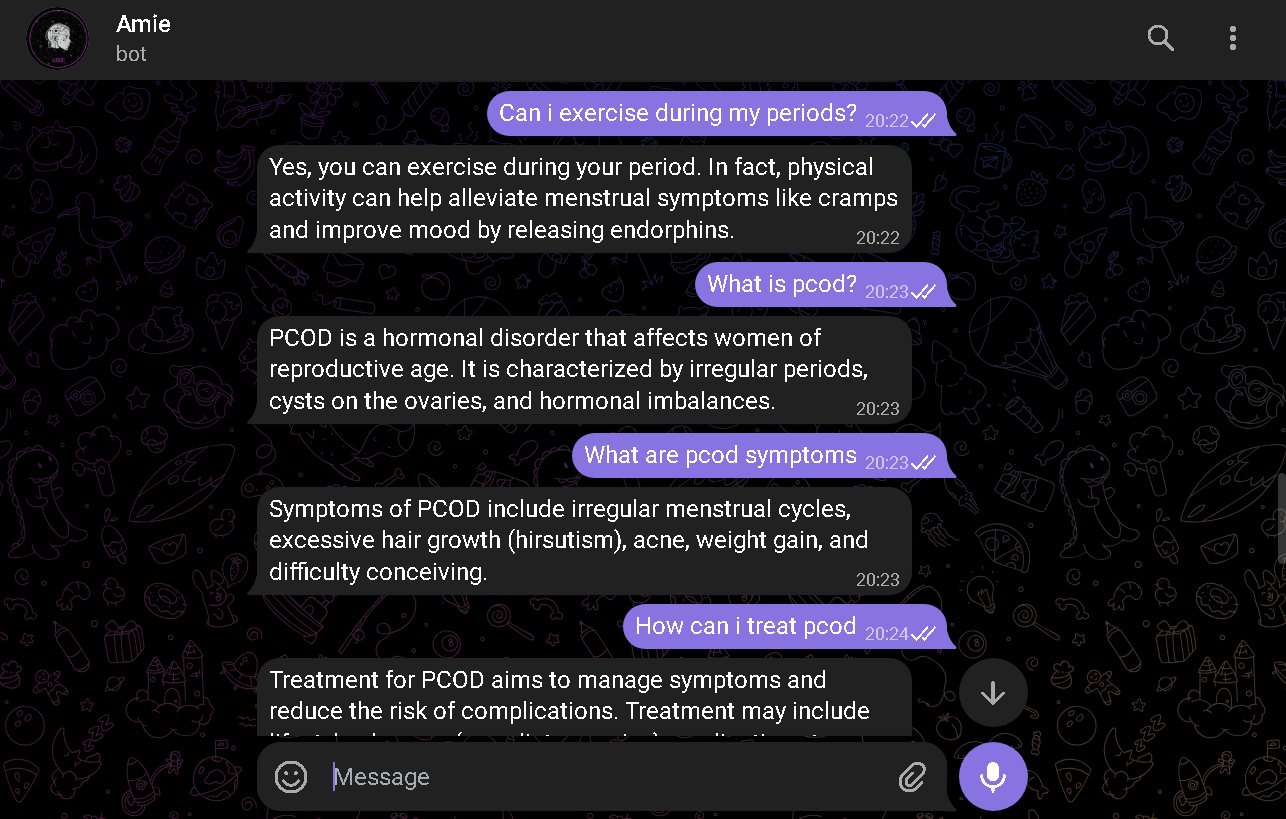 Amie
bot
Can i exercise during my periods? 20:22
Yes, you can exercise during your period. In fact, physical
activity can help alleviate menstrual symptoms like cramps
and improve mood by releasing endorphins.
20:22
What is pcod? 20:23
PCOD is a hormonal disorder that affects women of
reproductive age. It is characterized by irregular periods,
cysts on the ovaries, and hormonal imbalances.
20:23
What are pcod symptoms 20:23
Symptoms of PCOD include irregular menstrual cycles,
excessive hair growth (hirsutism), acne, weight gain, and
difficulty conceiving.
20:23
How can i treat pcod 20:24
Treatment for PCOD aims to manage symptoms and
reduce the risk of complications. Treatment may include
Message